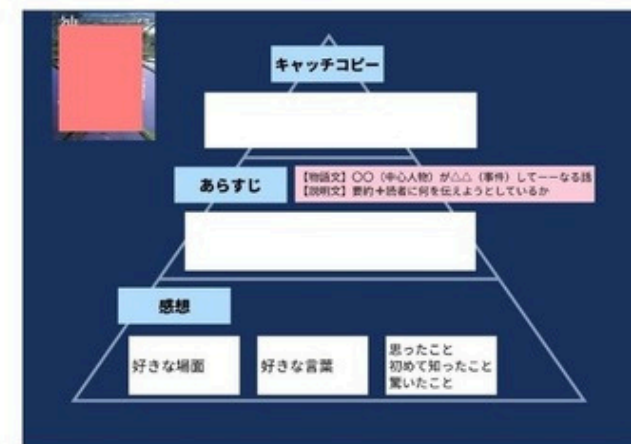 キャッチコピー
あらすじ
【物語文】〇〇（中心人物）が△△（事件）してーーなる話
【説明文】要約＋読者に何を伝えようとしているか
感想
好きな場面
好きな言葉
思ったこと
初めて知ったこと
驚いたこと